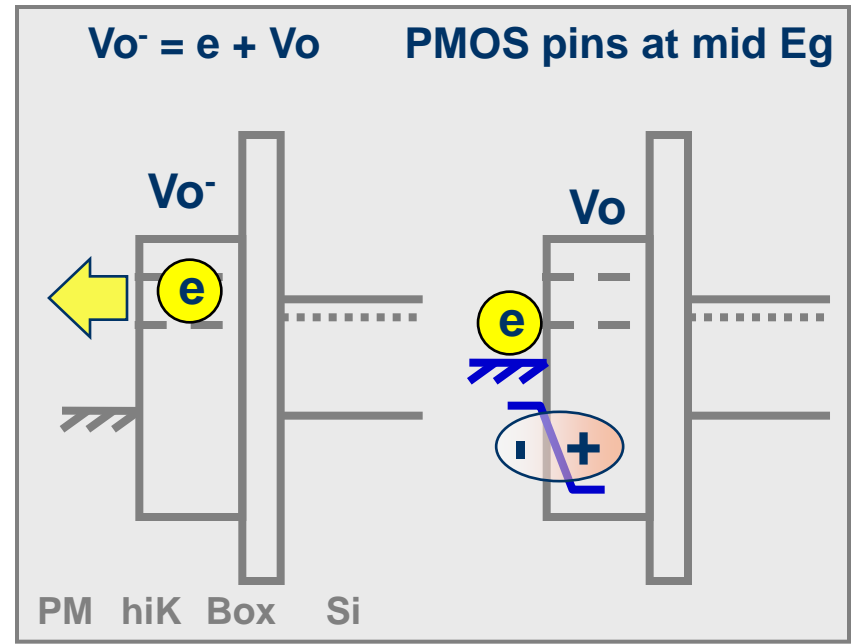 Vo⁻ = e + Vo
PMOS pins at mid Eg
Vo⁻
Vo
e
e
- +
PM hiK Box Si